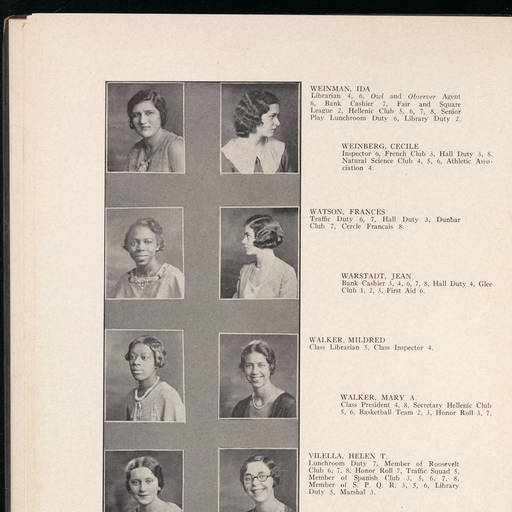 WEINMAN, IDA
Librarian 4, 6, Owl and Observer Agent
6, Bank Cashier 7, Fair and Square
League 2, Hellenic Club 5, 6, 7, 8, Senior
Play Lunchroom Duty 6, Library Duty 2.
WEINBERG, CECILE
Inspector 6, French Club 3, Hall Duty 3, 8,
Natural Science Club 4, 5, 6, Athletic Asso-
ciation 4.
WATSON, FRANCES
Traffic Duty 6, 7, Hall Duty 3, Dunbar
Club 7, Cercle Francais 8.
WARSTADT, JEAN
Bank Cashier 3, 4, 6, 7, 8, Hall Duty 4, Glee
Club 1, 2, 3, First Aid 6.
WALKER, MILDRED
Class Librarian 5, Class Inspector 4.
WALKER, MARY A.
Class President 4, 8, Secretary Hellenic Club
5, 6, Basketball Team 2, 3, Honor Roll 3, 7.
VILELLA, HELEN T.
Lunchroom Duty 7, Member of Roosevelt
Club 6, 7, 8, Honor Roll 7, Traffic Squad 5,
Member of Spanish Club 3, 5, 6, 7, 8,
Member of S. P. Q. R. 3, 5, 6, Library
Duty 5, Marshal 3.